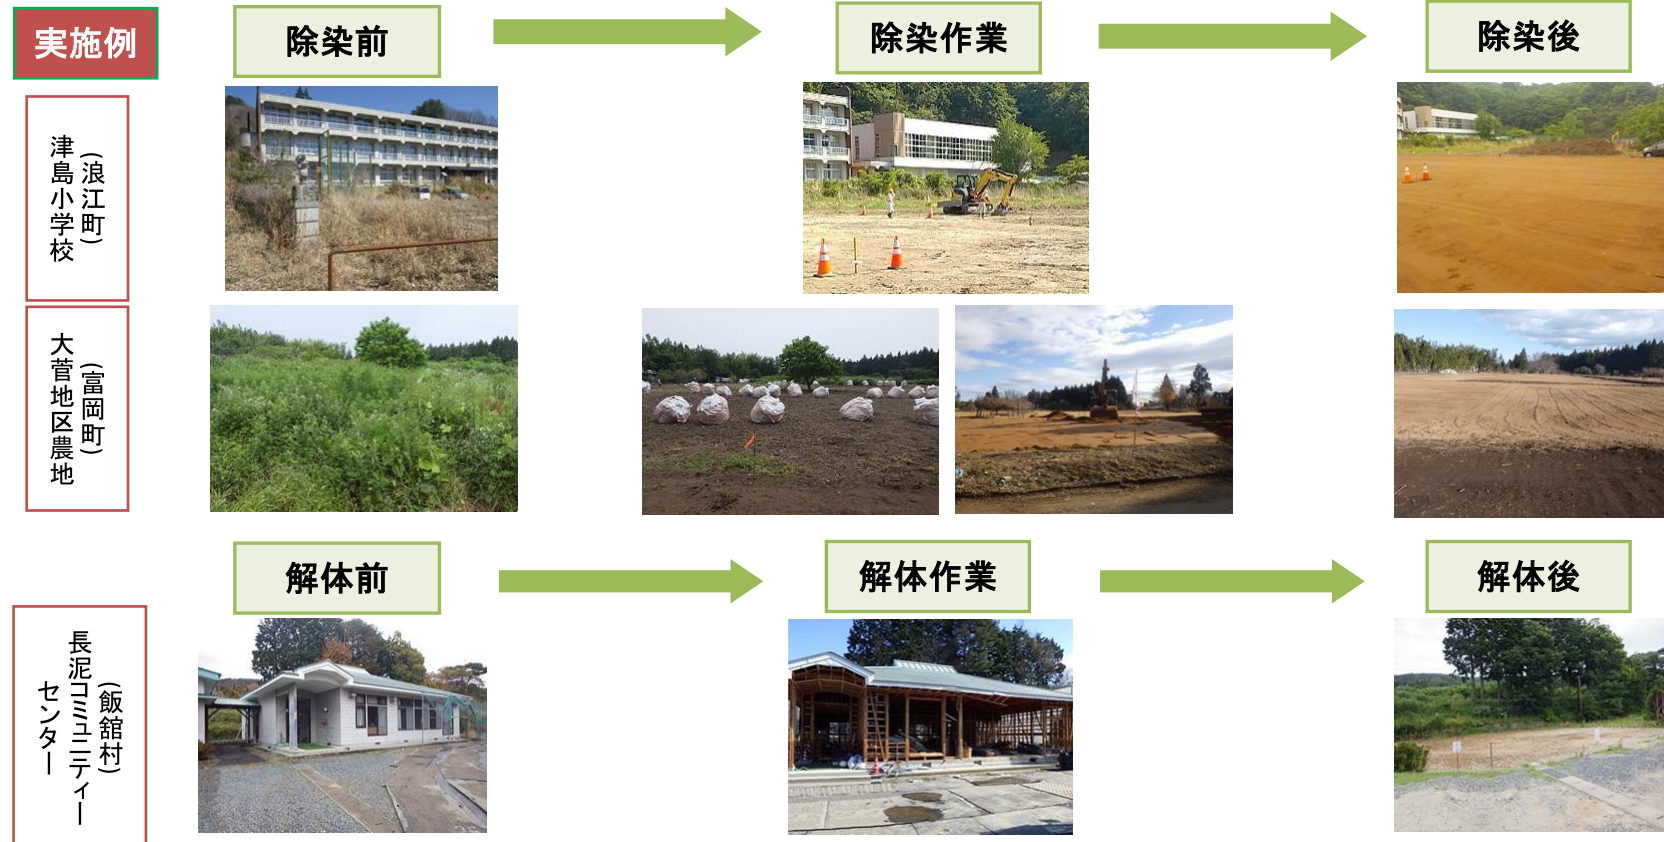 実施例
除染前
除染作業
除染後
(浪江町)
津島小学校
(富岡町)
大菅地区農地
解体前
解体作業
解体後
(飯舘村)
長泥コミュニティー
センター